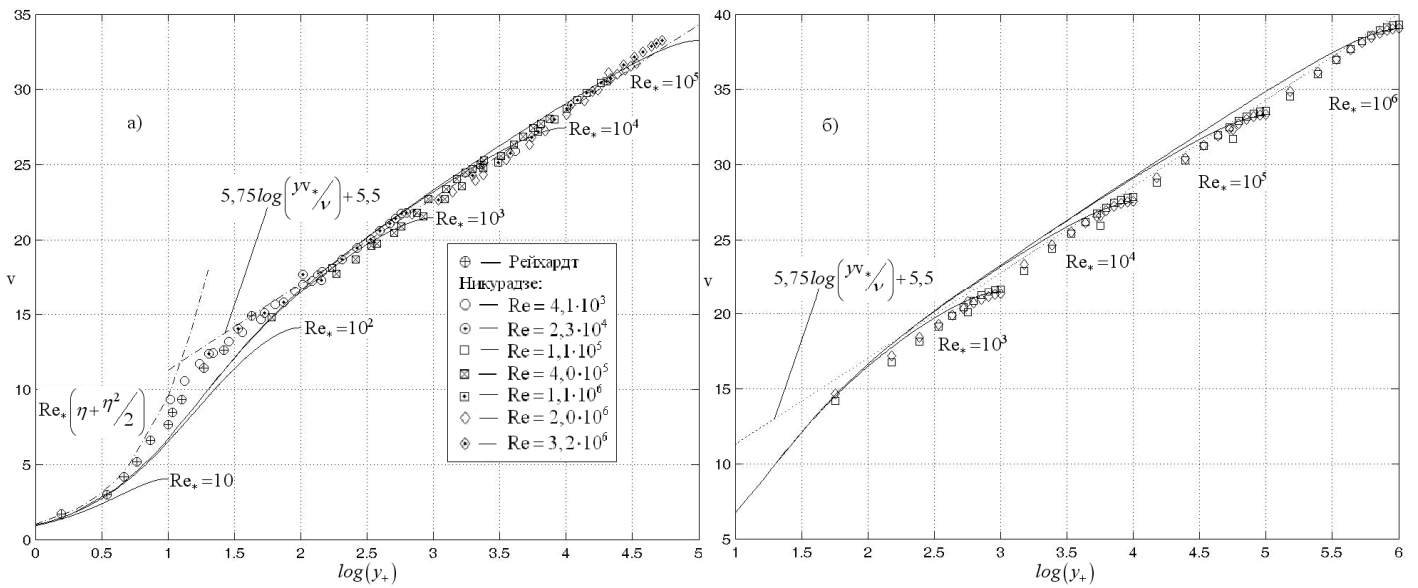 35
30
25
20
v
15
10
5
0
0 0.5 1 1.5 2 2.5 3 3.5 4 4.5 5
log(y₊)
а)
5,75log(yv*/ν)+5,5
Re*(η+η²/2)
Re*=10
Re*=10²
Re*=10³
Re*=10⁴
Re*=10⁵
⊕ — Рейхардт
Никурадзе:
Re = 4,1·10³
Re = 2,3·10⁴
Re = 1,1·10⁵
Re = 4,0·10⁵
Re = 1,1·10⁶
Re = 2,0·10⁶
Re = 3,2·10⁶
40
35
30
25
v
20
15
10
5
1 1.5 2 2.5 3 3.5 4 4.5 5 5.5 6
log(y₊)
б)
5,75log(yv*/ν)+5,5
Re*=10³
Re*=10⁴
Re*=10⁵
Re*=10⁶